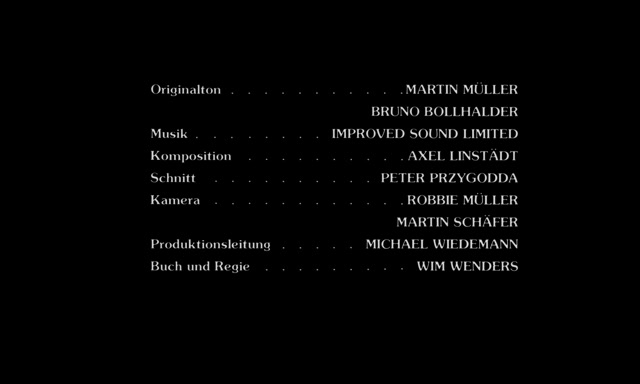 Originalton . . . . . . . . . . . MARTIN MÜLLER
BRUNO BOLLHALDER
Musik . . . . . . . . IMPROVED SOUND LIMITED
Komposition . . . . . . . . . . AXEL LINSTÄDT
Schnitt . . . . . . . . . . PETER PRZYGODDA
Kamera . . . . . . . . . . . . ROBBIE MÜLLER
MARTIN SCHÄFER
Produktionsleitung . . . . . MICHAEL WIEDEMANN
Buch und Regie . . . . . . . . . WIM WENDERS